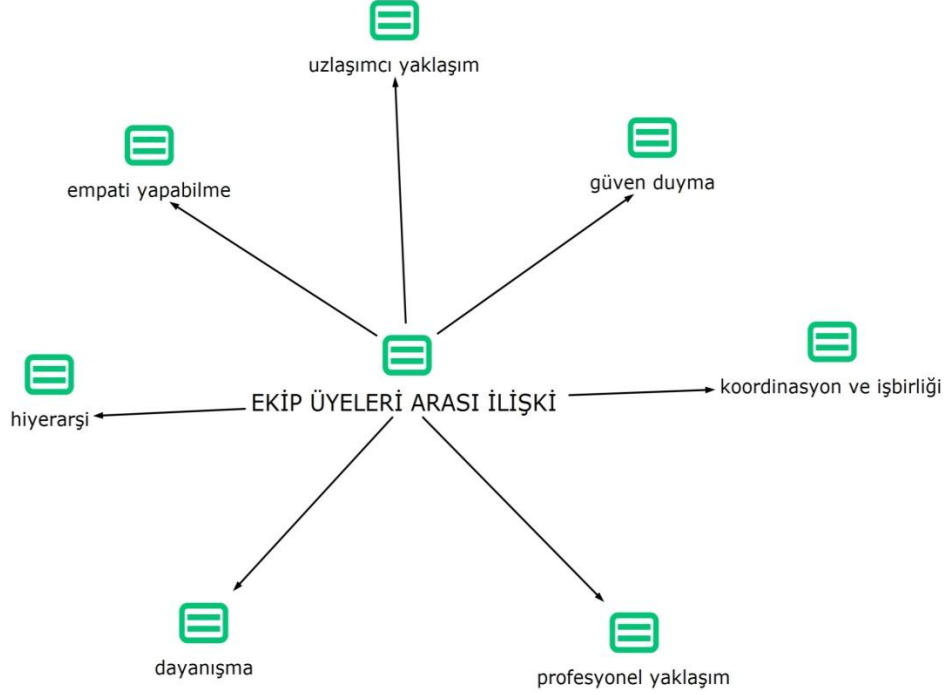 uzlaşımcı yaklaşım
empati yapabilme
güven duyma
EKİP ÜYELERİ ARASI İLİŞKİ
koordinasyon ve işbirliği
hiyerarşi
dayanışma
profesyonel yaklaşım